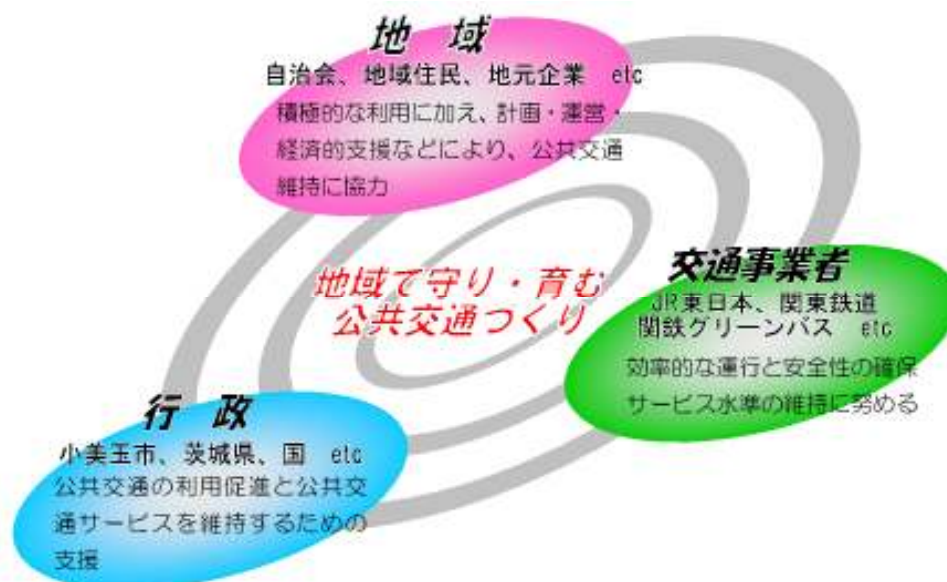 地 域
自治会、地域住民、地元企業 etc
積極的な利用に加え、計画・運営・
経済的支援などにより、公共交通
維持に協力
地域で守り・育む
公共交通づくり
交通事業者
JR東日本、関東鉄道
関鉄グリーンバス etc
効率的な運行と安全性の確保
サービス水準の維持に努める
行 政
小美玉市、茨城県、国 etc
公共交通の利用促進と公共交
通サービスを維持するための
支援